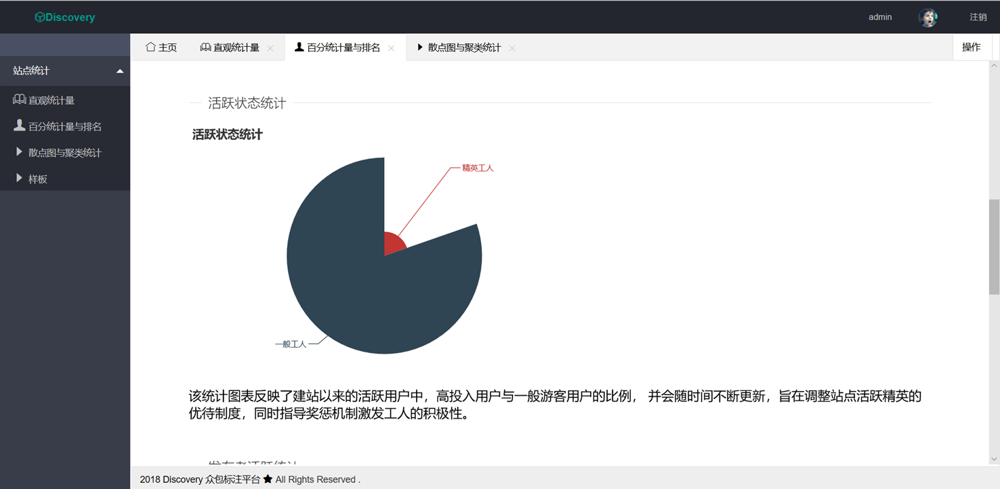 Discovery
admin
注销
主页
直观统计量
百分统计量与排名
散点图与聚类统计
操作
站点统计
直观统计量
百分统计量与排名
散点图与聚类统计
样板
活跃状态统计
活跃状态统计
精英工人
一般工人
该统计图表反映了建站以来的活跃用户中，高投入用户与一般游客用户的比例， 并会随时间不断更新，旨在调整站点活跃精英的
优待制度，同时指导奖惩机制激发工人的积极性。
发布者活跃统计
2018 Discovery 众包标注平台 ★ All Rights Reserved .